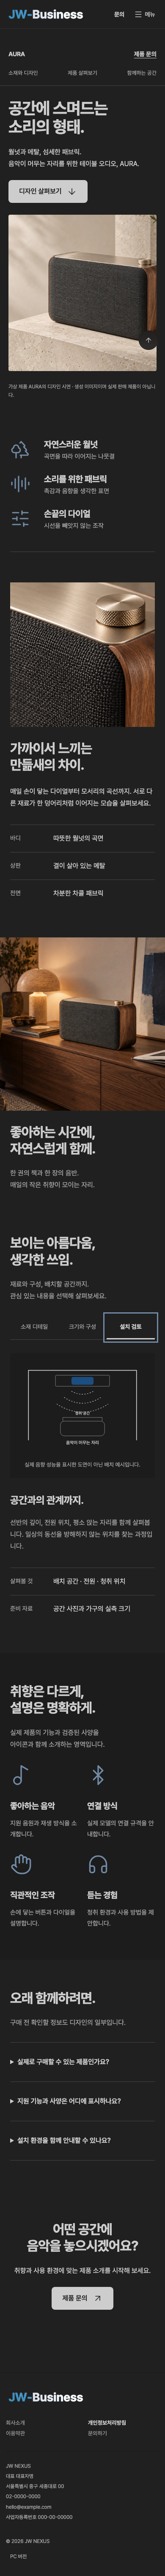 JW-Business
문의
메뉴
AURA
제품 문의
소재와 디자인
제품 살펴보기
함께하는 공간
공간에 스며드는
소리의 형태.
월넛과 메탈, 섬세한 패브릭.
음악이 머무는 자리를 위한 테이블 오디오, AURA.
디자인 살펴보기
가상 제품 AURA의 디자인 시연 · 생성 이미지이며 실제 판매 제품이 아닙니
다.
자연스러운 월넛
곡면을 따라 이어지는 나뭇결
소리를 위한 패브릭
촉감과 음향을 생각한 표면
손끝의 다이얼
시선을 빼앗지 않는 조작
가까이서 느끼는
만듦새의 차이.
매일 손이 닿는 다이얼부터 모서리의 곡선까지. 서로 다
른 재료가 한 덩어리처럼 이어지는 모습을 살펴보세요.
바디
따뜻한 월넛의 곡면
상판
결이 살아 있는 메탈
전면
차분한 차콜 패브릭
좋아하는 시간에,
자연스럽게 함께.
한 권의 책과 한 장의 음반.
매일의 작은 취향이 모이는 자리.
보이는 아름다움,
생각한 쓰임.
재료와 구성, 배치할 공간까지.
관심 있는 내용을 선택해 살펴보세요.
소재 디테일
크기와 구성
설치 검토
음악이 머무는 자리
실제 음향 성능을 표시한 도면이 아닌 배치 예시입니다.
공간과의 관계까지.
선반의 깊이, 전원 위치, 평소 앉는 자리를 함께 살펴봅
니다. 일상의 동선을 방해하지 않는 위치를 찾는 과정입
니다.
살펴볼 것
배치 공간 · 전원 · 청취 위치
준비 자료
공간 사진과 가구의 실측 크기
취향은 다르게,
설명은 명확하게.
실제 제품의 기능과 검증된 사양을
아이콘과 함께 소개하는 영역입니다.
좋아하는 음악
지원 음원과 재생 방식을 소
개합니다.
연결 방식
실제 모델의 연결 규격을 안
내합니다.
직관적인 조작
손에 닿는 버튼과 다이얼을
설명합니다.
듣는 경험
청취 환경과 사용 방법을 제
안합니다.
오래 함께하려면.
구매 전 확인할 정보도 디자인의 일부입니다.
실제로 구매할 수 있는 제품인가요?
지원 기능과 사양은 어디에 표시하나요?
설치 환경을 함께 안내할 수 있나요?
어떤 공간에
음악을 놓으시겠어요?
취향과 사용 환경에 맞는 제품 소개를 시작해 보세요.
제품 문의
JW-Business
회사소개
개인정보처리방침
이용약관
문의하기
JW NEXUS
대표 대표자명
서울특별시 중구 세종대로 00
02-0000-0000
hello@example.com
사업자등록번호 000-00-00000
© 2026 JW NEXUS
PC 버전